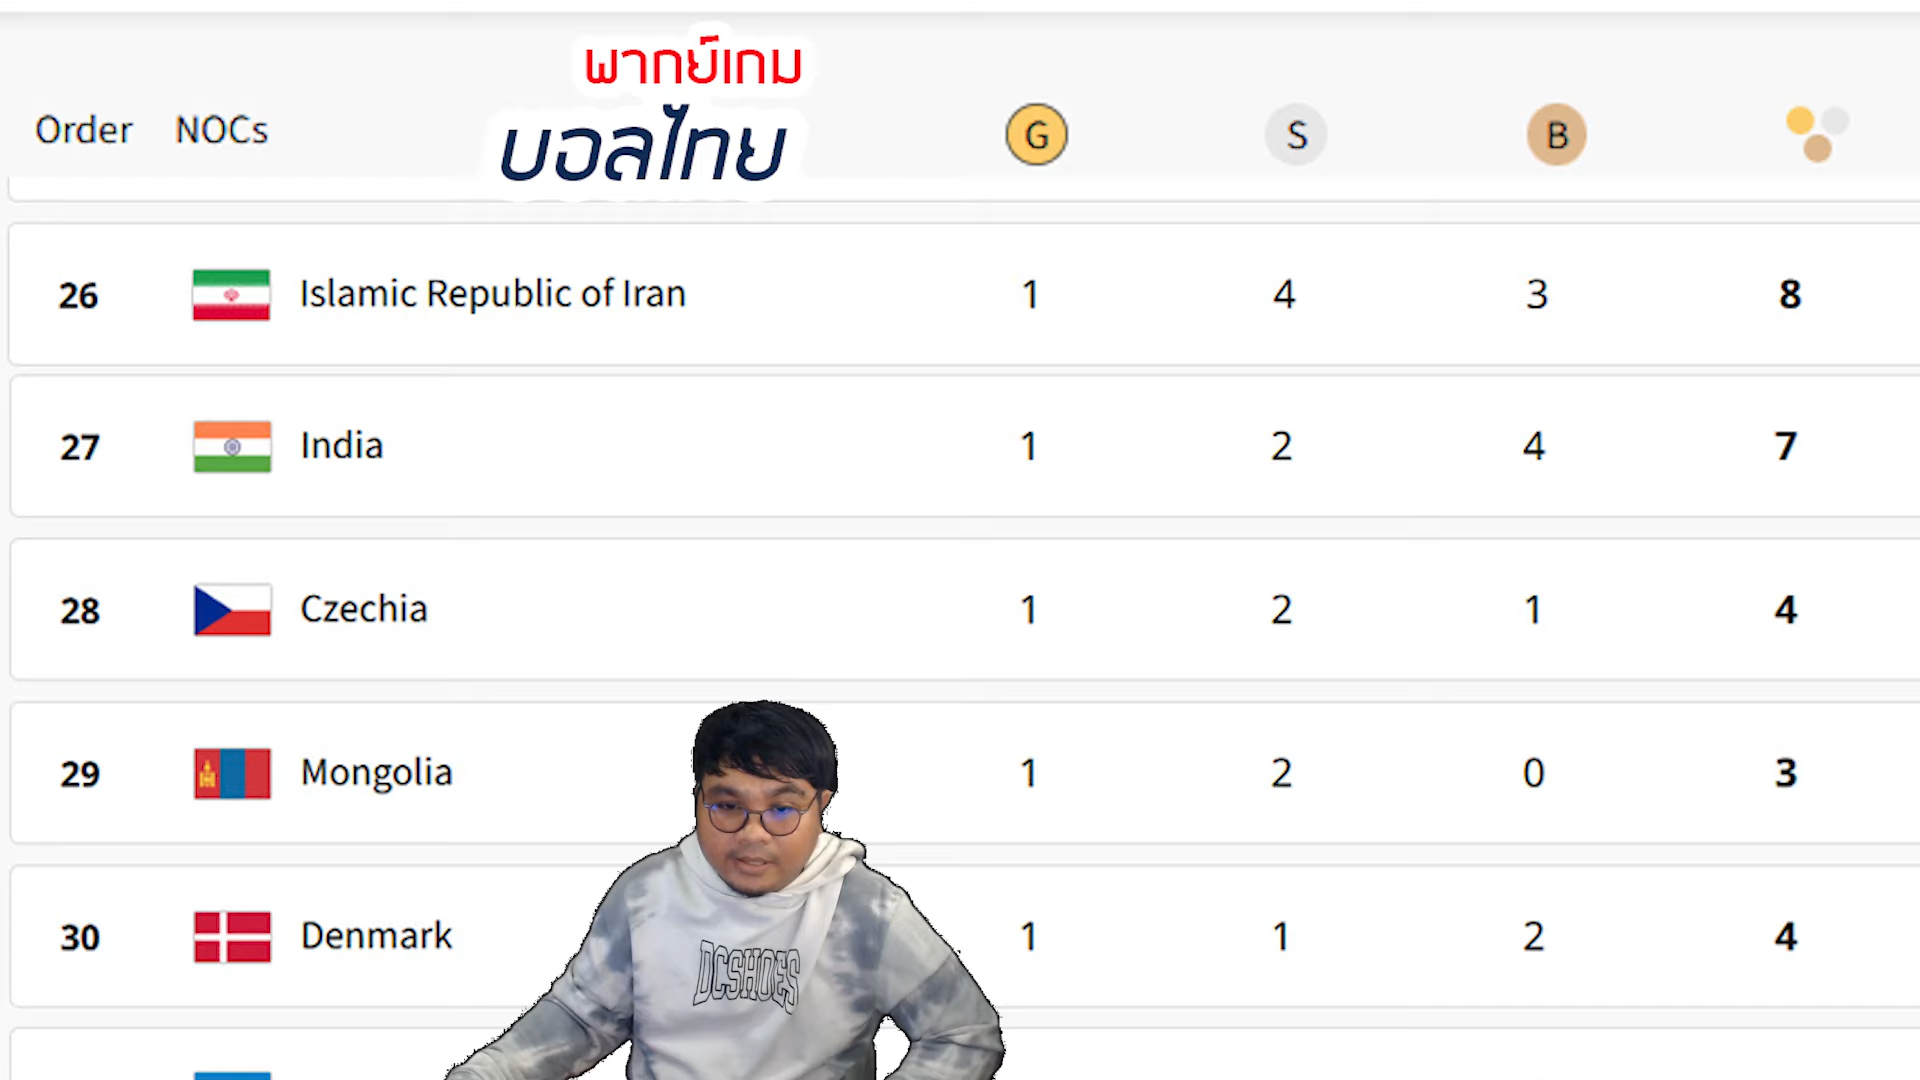 พากย์เกม
บอลไทย
Order NOCs G S B
26 Islamic Republic of Iran 1 4 3 8
27 India 1 2 4 7
28 Czechia 1 2 1 4
29 Mongolia 1 2 0 3
30 Denmark 1 1 2 4
DCSHOES